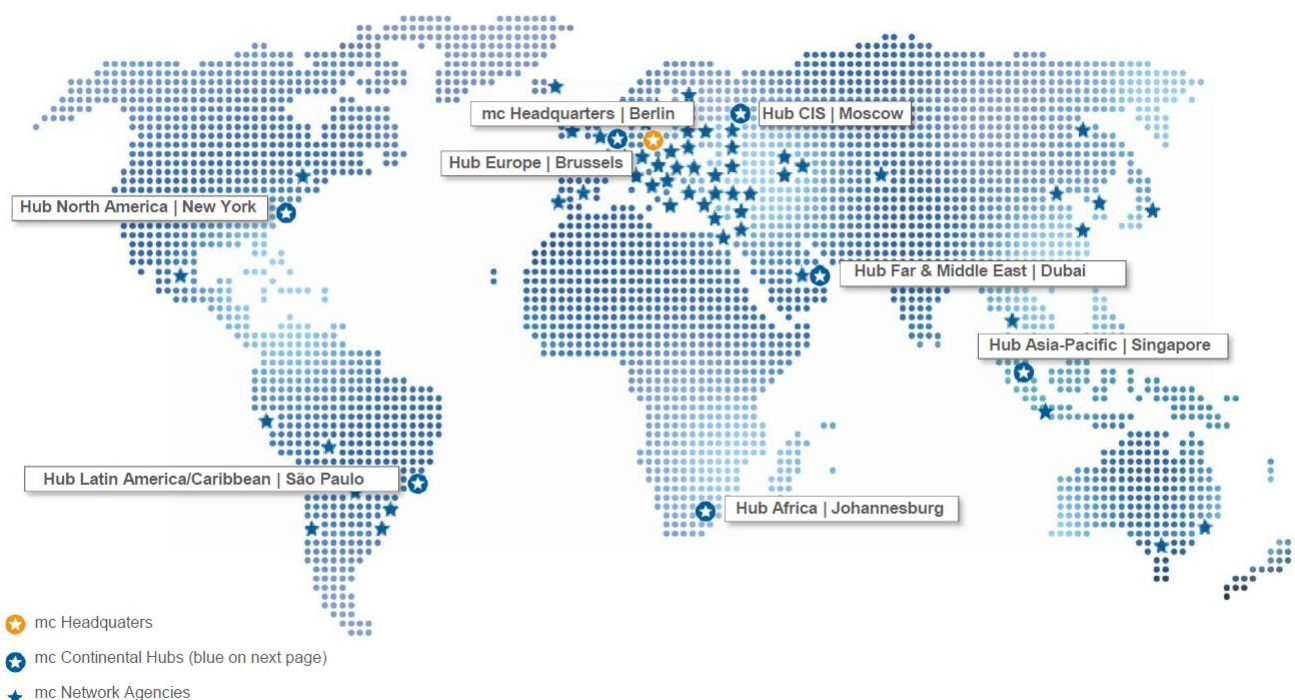 mc Headquarters | Berlin
Hub CIS | Moscow
Hub Europe | Brussels
Hub North America | New York
Hub Far & Middle East | Dubai
Hub Asia-Pacific | Singapore
Hub Latin America/Caribbean | São Paulo
Hub Africa | Johannesburg
mc Headquaters
mc Continental Hubs (blue on next page)
mc Network Agencies